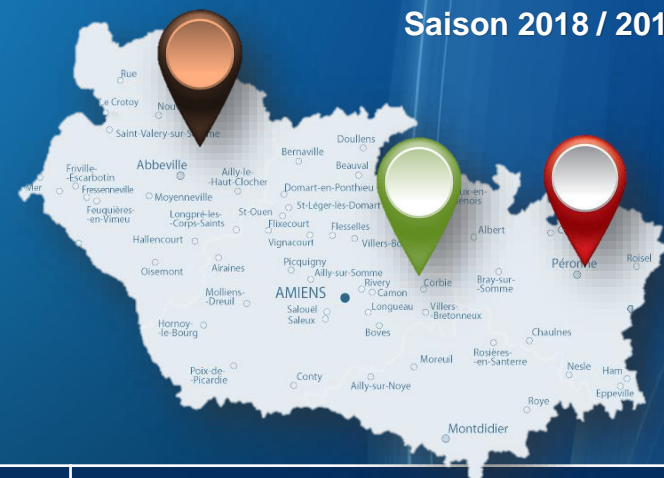 Saison 2018 / 201
Rue
Le Crotoy
Nou
Saint-Valery-sur-Somme
Doullens
Bernaville
Beauval
Abbeville
Ailly-le-
-Haut-Clocher
Friville-
-Escarbotin
Mer
Fressenneville
Moyenneville
Domart-en-Ponthieu
Feuquières-
-en-Vimeu
Longpré-les-
-Corps-Saints
St-Ouen
St-Léger-lès-Domart
Flixecourt
Flesselles
Hallencourt
Vignacourt
Villers-Bo
Albert
Oisemont
Airaines
Picquigny
Ailly-sur-Somme
Péronne
Roisel
Molliens-
-Dreuil
AMIENS
Rivery
Camon
Corbie
Bray-sur-
-Somme
Salouël
Saleux
Longueau
Villers-
-Bretonneux
Hornoy-
-le-Bourg
Boves
Chaulnes
Poix-de-
-Picardie
Conty
Moreuil
Rosières-
-en-Santerre
Ailly-sur-Noye
Nesle
Ham
Eppeville
Roye
Montdidier